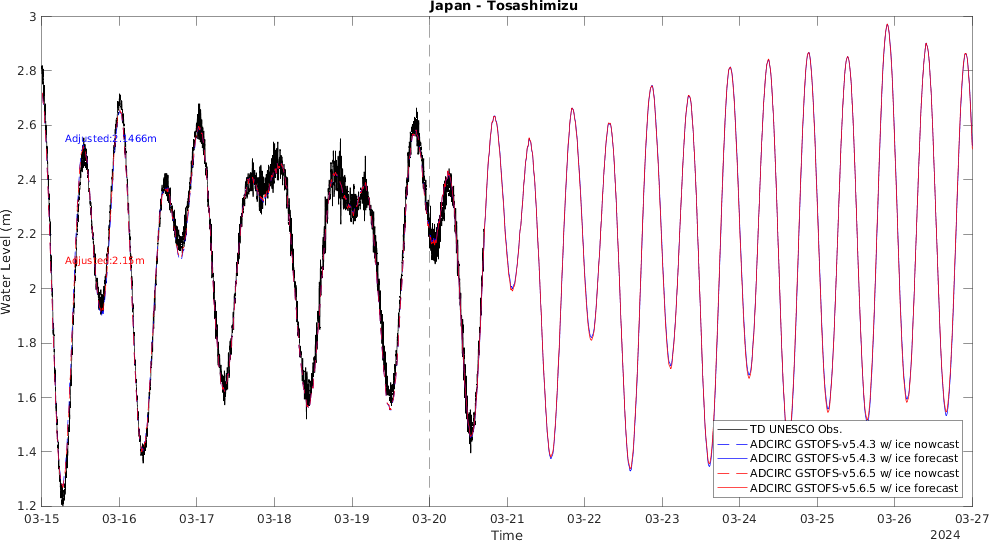 Japan - Tosashimizu
3
2.8
2.6
2.4
2.2
2
1.8
1.6
1.4
1.2
Water Level (m)
Adjusted:2.1466m
Adjusted:2.15m
TD UNESCO Obs.
ADCIRC GSTOFS-v5.4.3 w/ ice nowcast
ADCIRC GSTOFS-v5.4.3 w/ ice forecast
ADCIRC GSTOFS-v5.6.5 w/ ice nowcast
ADCIRC GSTOFS-v5.6.5 w/ ice forecast
03-15 03-16 03-17 03-18 03-19 03-20 03-21 03-22 03-23 03-24 03-25 03-26 03-27
Time
2024